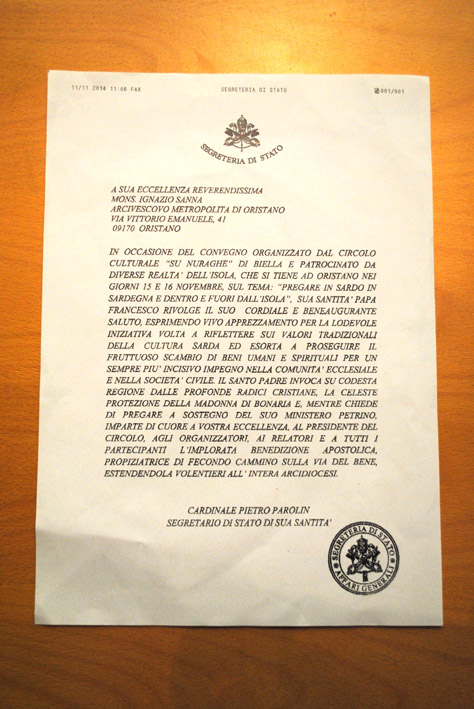 11/11 2014 11:06 FAX SEGRETERIA DI STATO 001/001
SEGRETERIA DI STATO
A SUA ECCELLENZA REVERENDISSIMA
MONS. IGNAZIO SANNA
ARCIVESCOVO METROPOLITA DI ORISTANO
VIA VITTORIO EMANUELE, 41
09170 ORISTANO
IN OCCASIONE DEL CONVEGNO ORGANIZZATO DAL CIRCOLO
CULTURALE "SU NURAGHE" DI BIELLA E PATROCINATO DA
DIVERSE REALTA' DELL'ISOLA, CHE SI TIENE AD ORISTANO NEI
GIORNI 15 E 16 NOVEMBRE, SUL TEMA: "PREGARE IN SARDO IN
SARDEGNA E DENTRO E FUORI DALL'ISOLA", SUA SANTITA' PAPA
FRANCESCO RIVOLGE IL SUO CORDIALE E BENEAUGURANTE
SALUTO, ESPRIMENDO VIVO APPREZZAMENTO PER LA LODEVOLE
INIZIATIVA VOLTA A RIFLETTERE SUI VALORI TRADIZIONALI
DELLA CULTURA SARDA ED ESORTA A PROSEGUIRE IL
FRUTTUOSO SCAMBIO DI BENI UMANI E SPIRITUALI PER UN
SEMPRE PIU' INCISIVO IMPEGNO NELLA COMUNITA' ECCLESIALE
E NELLA SOCIETA' CIVILE. IL SANTO PADRE INVOCA SU CODESTA
REGIONE DALLE PROFONDE RADICI CRISTIANE, LA CELESTE
PROTEZIONE DELLA MADONNA DI BONARIA E, MENTRE CHIEDE
DI PREGARE A SOSTEGNO DEL SUO MINISTERO PETRINO,
IMPARTE DI CUORE A VOSTRA ECCELLENZA, AL PRESIDENTE DEL
CIRCOLO, AGLI ORGANIZZATORI, AI RELATORI E A TUTTI I
PARTECIPANTI L'IMPLORATA BENEDIZIONE APOSTOLICA,
PROPIZIATRICE DI FECONDO CAMMINO SULLA VIA DEL BENE,
ESTENDENDOLA VOLENTIERI ALL' INTERA ARCIDIOCESI.
CARDINALE PIETRO PAROLIN
SEGRETARIO DI STATO DI SUA SANTITA'
SEGRETERIA DI STATO
AFFARI GENERALI